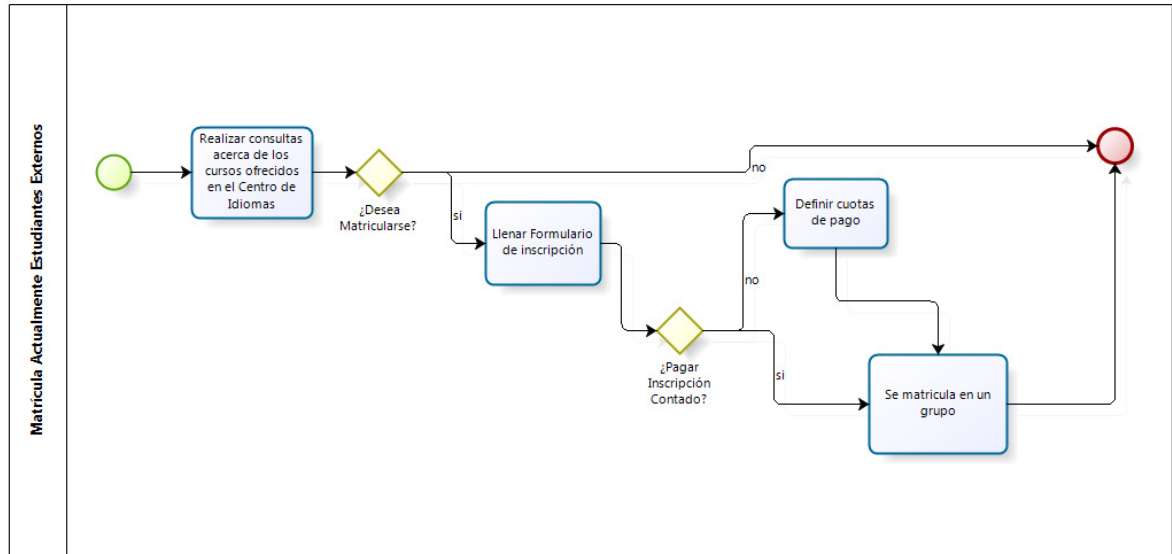 Matrícula Actualmente Estudiantes Externos
Realizar consultas
acerca de los
cursos ofrecidos
en el Centro de
Idiomas
¿Desea
Matricularse?
no
si
Llenar Formulario
de inscripción
¿Pagar
Inscripción
Contado?
no
Definir cuotas
de pago
si
Se matricula en un
grupo